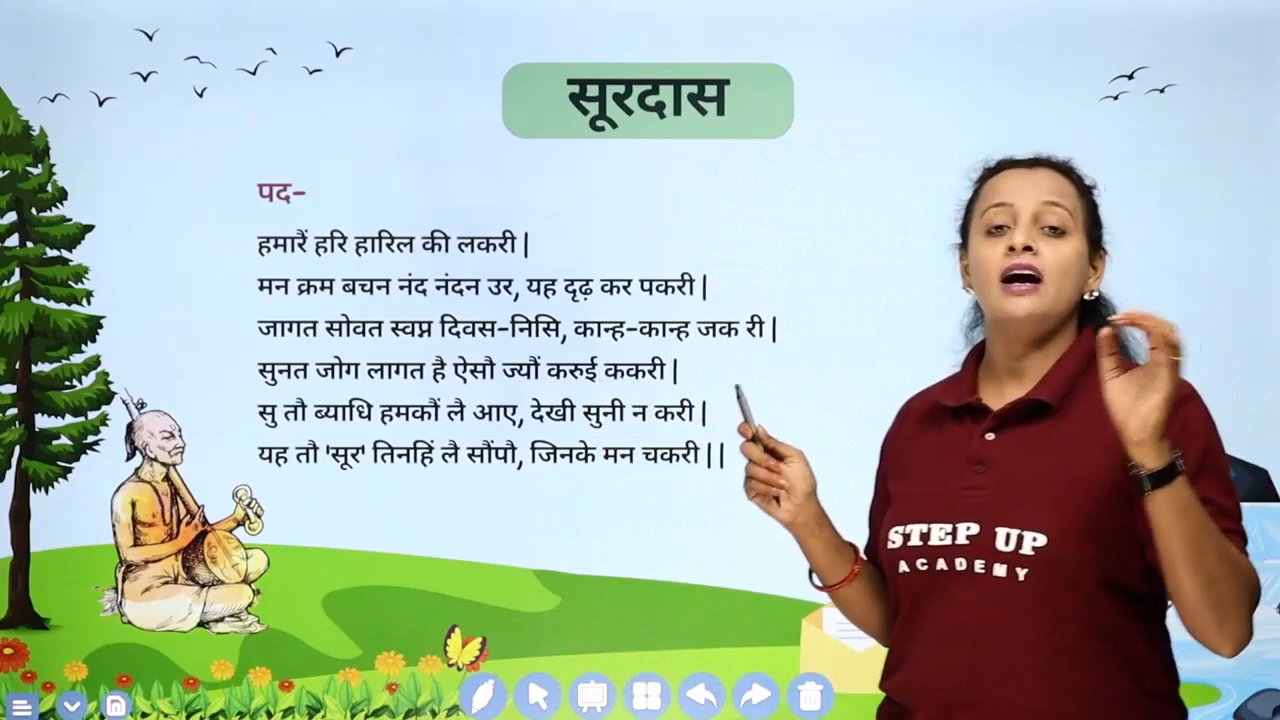 सूरदास
पद-
हमारैं हरि हारिल की लकरी |
मन क्रम बचन नंद नंदन उर, यह दृढ़ कर पकरी |
जागत सोवत स्वप्न दिवस-निसि, कान्ह-कान्ह जक री |
सुनत जोग लागत है ऐसौ ज्यौं करुई ककरी |
सु तौ ब्याधि हमकौं लै आए, देखी सुनी न करी |
यह तौ 'सूर' तिनहिं लै सौंपौ, जिनके मन चकरी ||
STEP UP
ACADEMY